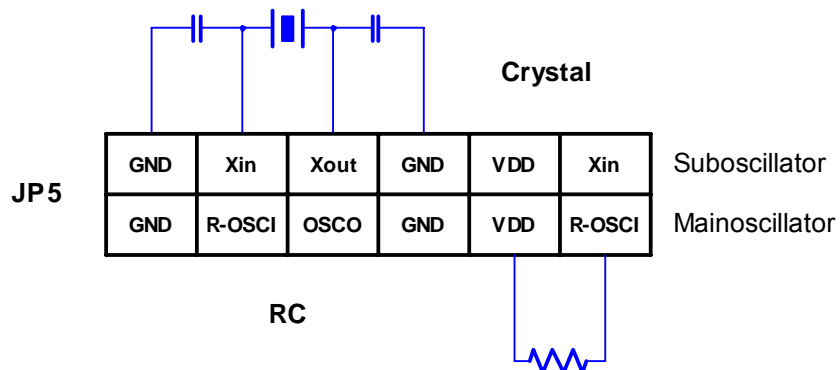 Crystal
JP5
GND Xin Xout GND VDD Xin Suboscillator
GND R-OSCI OSCO GND VDD R-OSCI Mainoscillator
RC